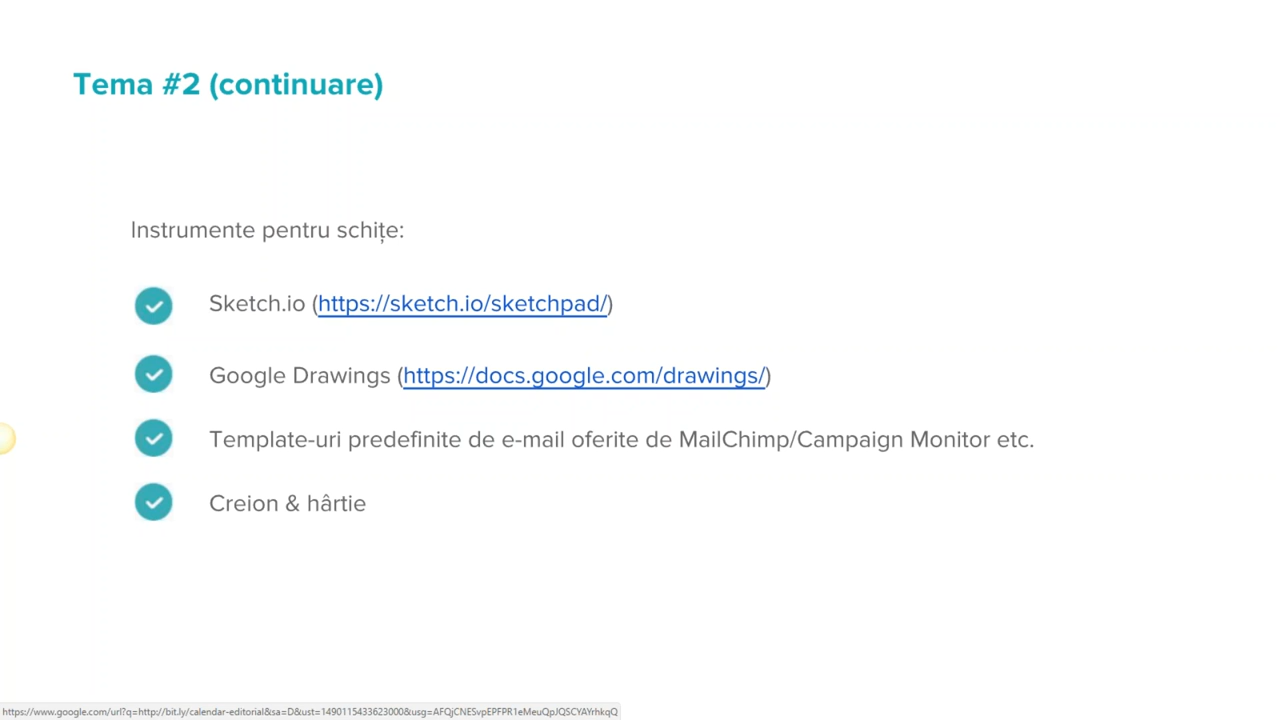 Tema #2 (continuare)
Instrumente pentru schițe:
Sketch.io (https://sketch.io/sketchpad/)
Google Drawings (https://docs.google.com/drawings/)
Template-uri predefinite de e-mail oferite de MailChimp/Campaign Monitor etc.
Creion & hârtie
https://www.google.com/url?q=http://bit.ly/calendar-editorial&sa=D&ust=1490115433623000&usg=AFQjCNESvpEPFPR1eMeuQpJQSCYAYrhkqQ